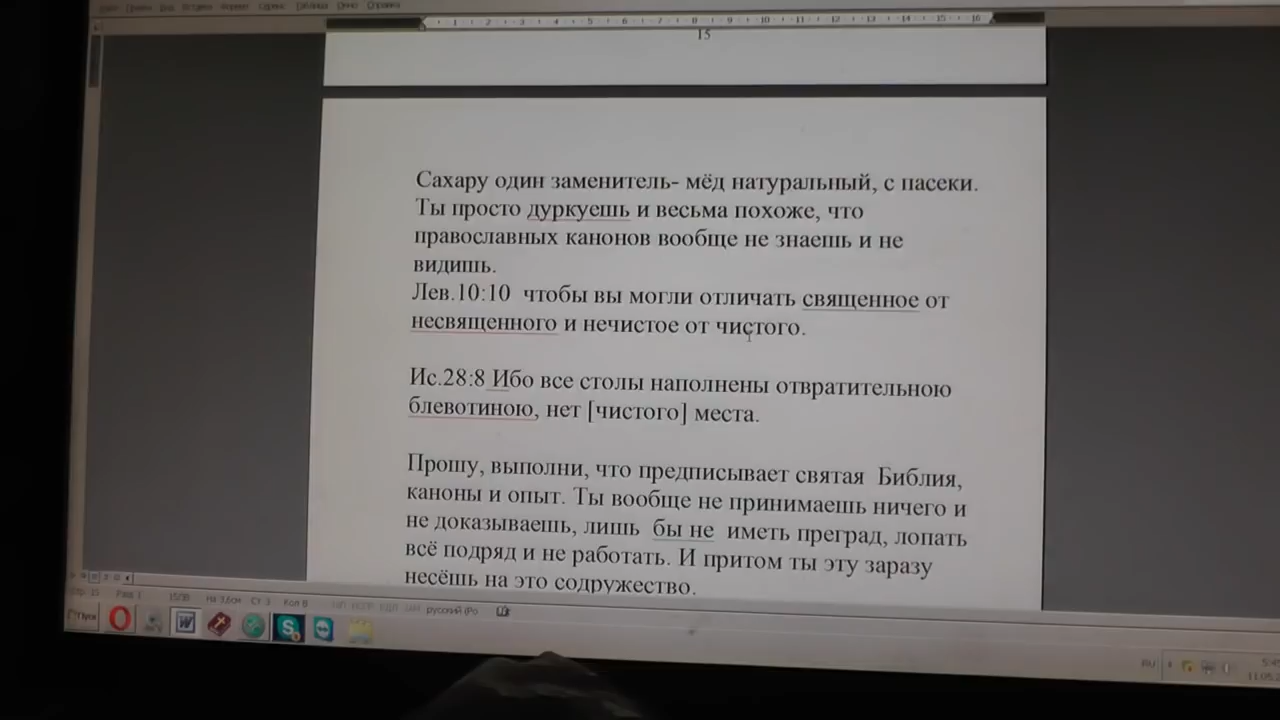 15
Сахару один заменитель- мёд натуральный, с пасеки.
Ты просто дуркуешь и весьма похоже, что
православных канонов вообще не знаешь и не
видишь.
Лев.10:10 чтобы вы могли отличать священное от
несвященного и нечистое от чистого.
Ис.28:8 Ибо все столы наполнены отвратительною
блевотиною, нет [чистого] места.
Прошу, выполни, что предписывает святая Библия,
каноны и опыт. Ты вообще не принимаешь ничего и
не доказываешь, лишь бы не иметь преград, лопать
всё подряд и не работать. И притом ты эту заразу
несёшь на это содружество.
русский (Ро
Пуск
RU